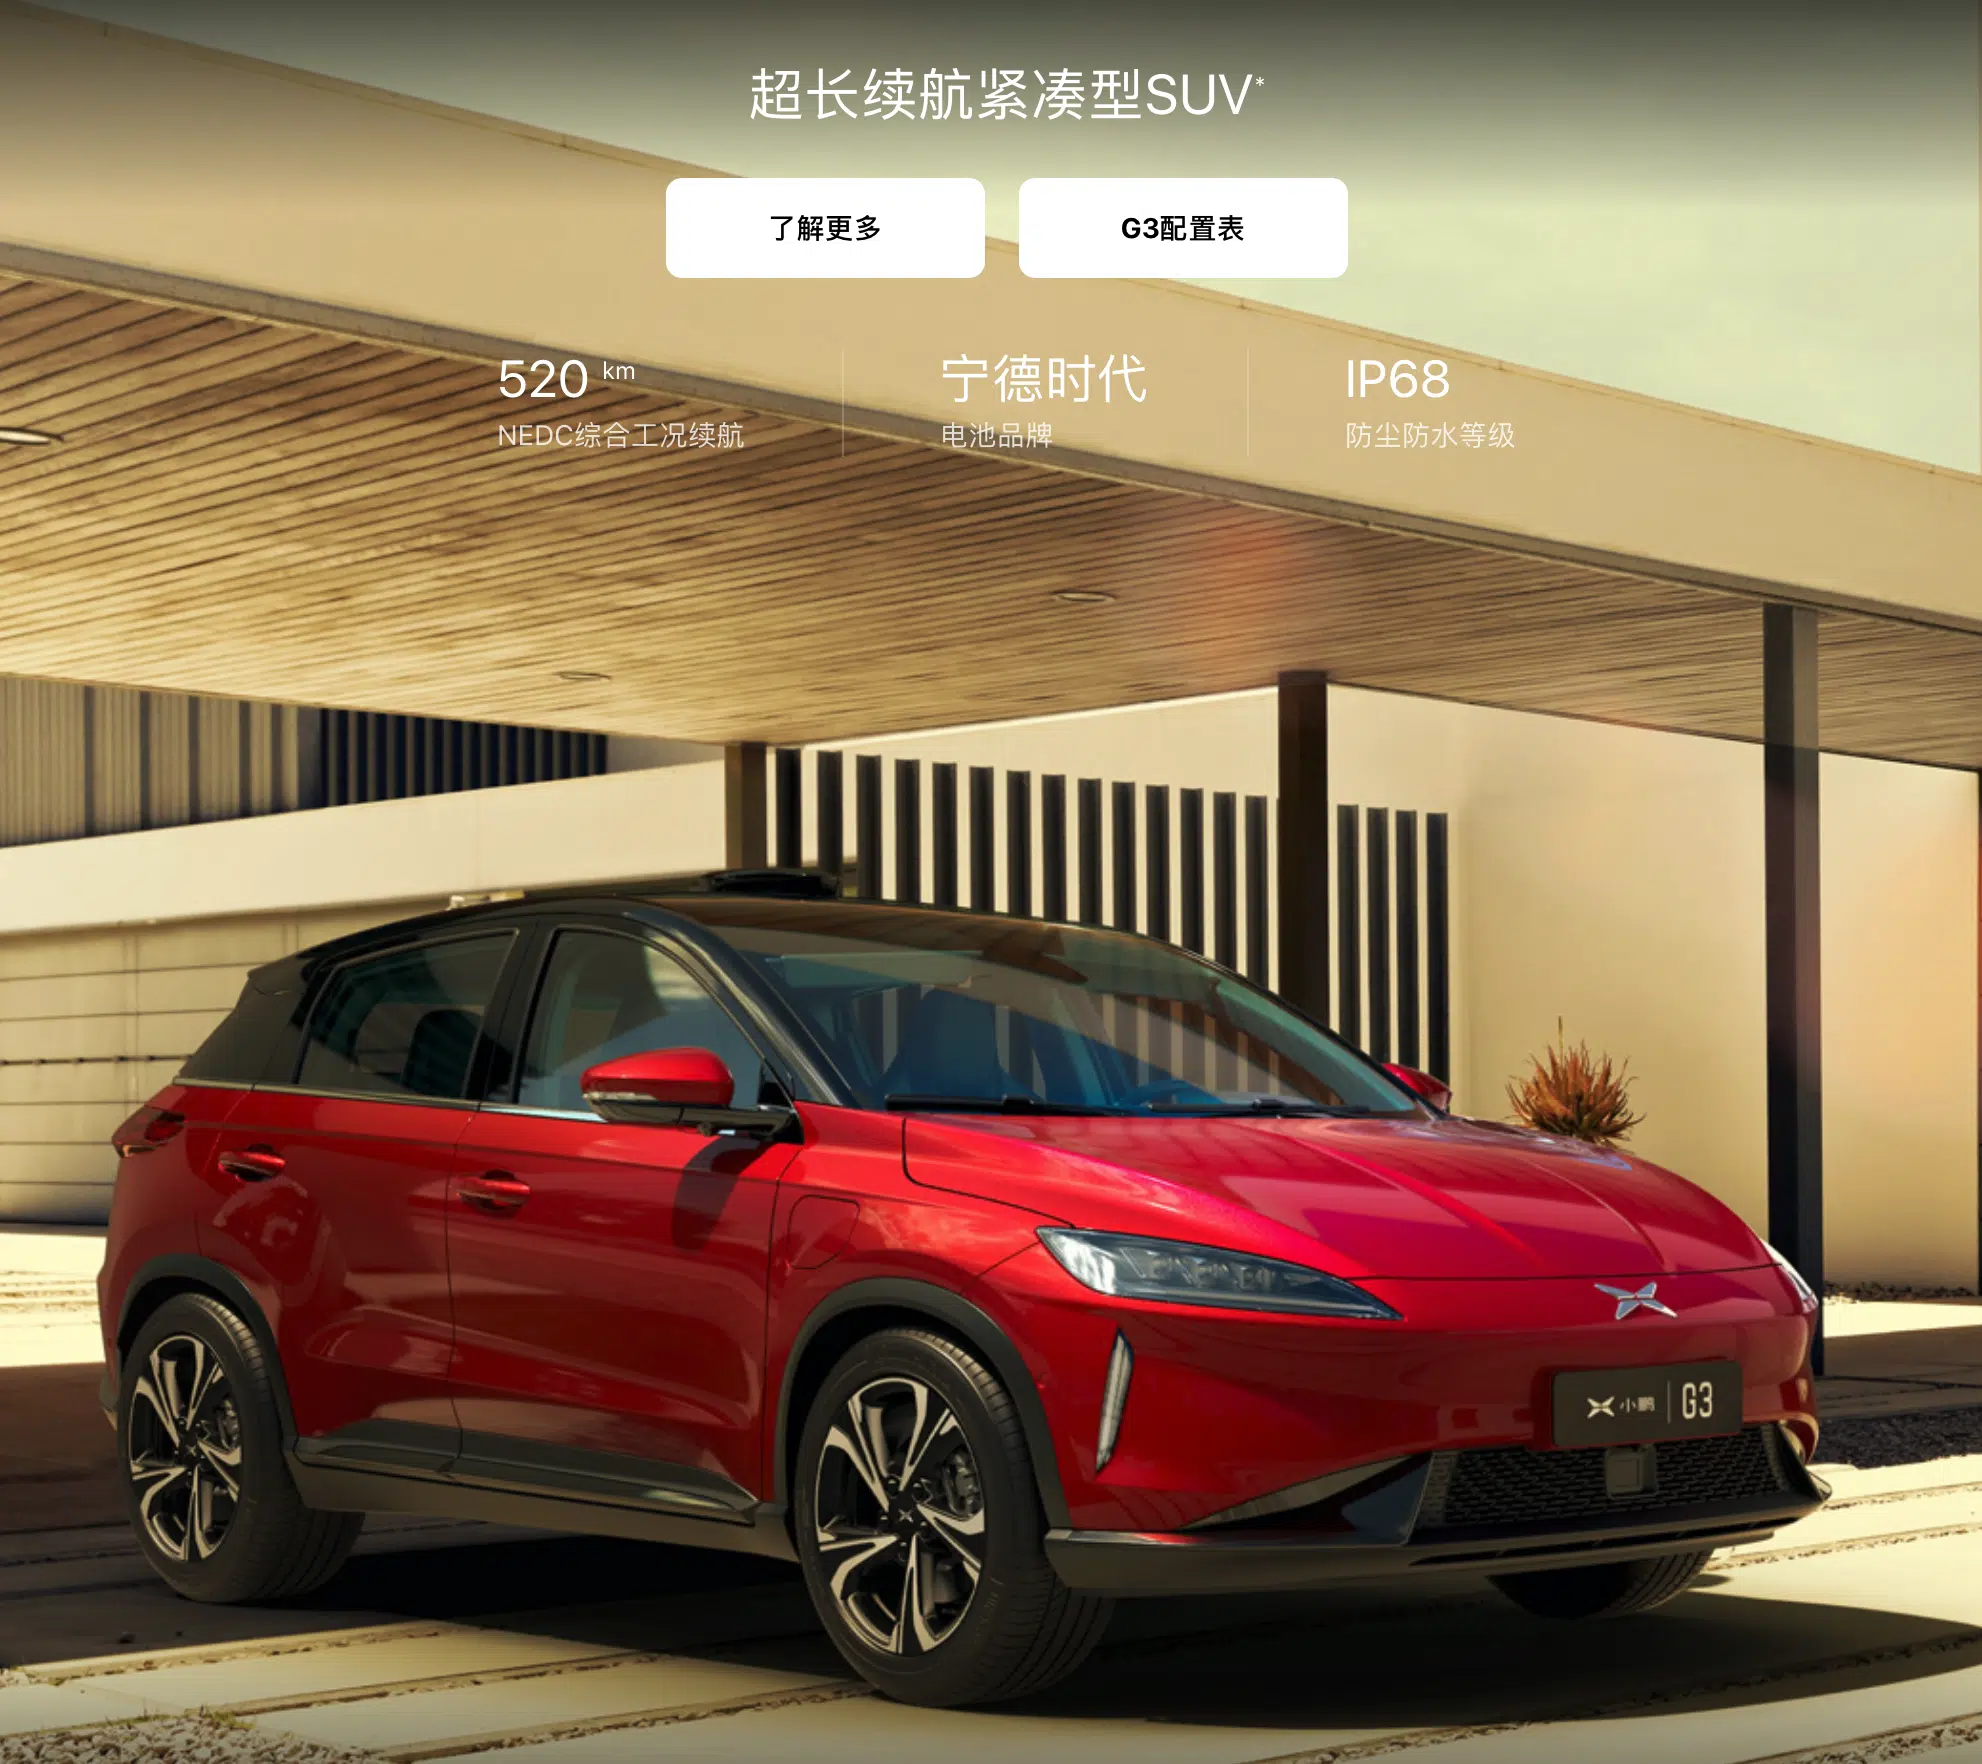 超长续航紧凑型SUV*
了解更多
G3配置表
520 km
NEDC综合工况续航
宁德时代
电池品牌
IP68
防尘防水等级
小鹏 G3